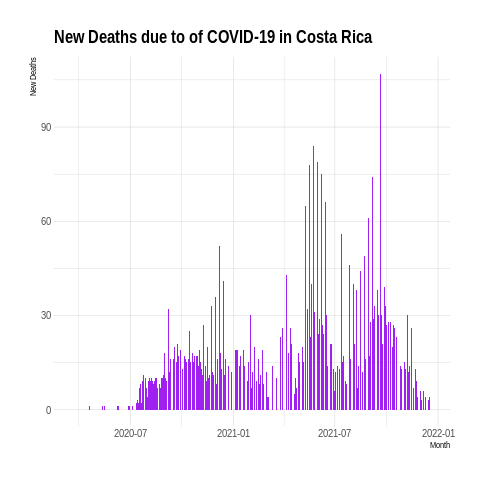 New Deaths due to of COVID-19 in Costa Rica
New Deaths
90
60
30
0
2020-07 2021-01 2021-07 2022-01
Month